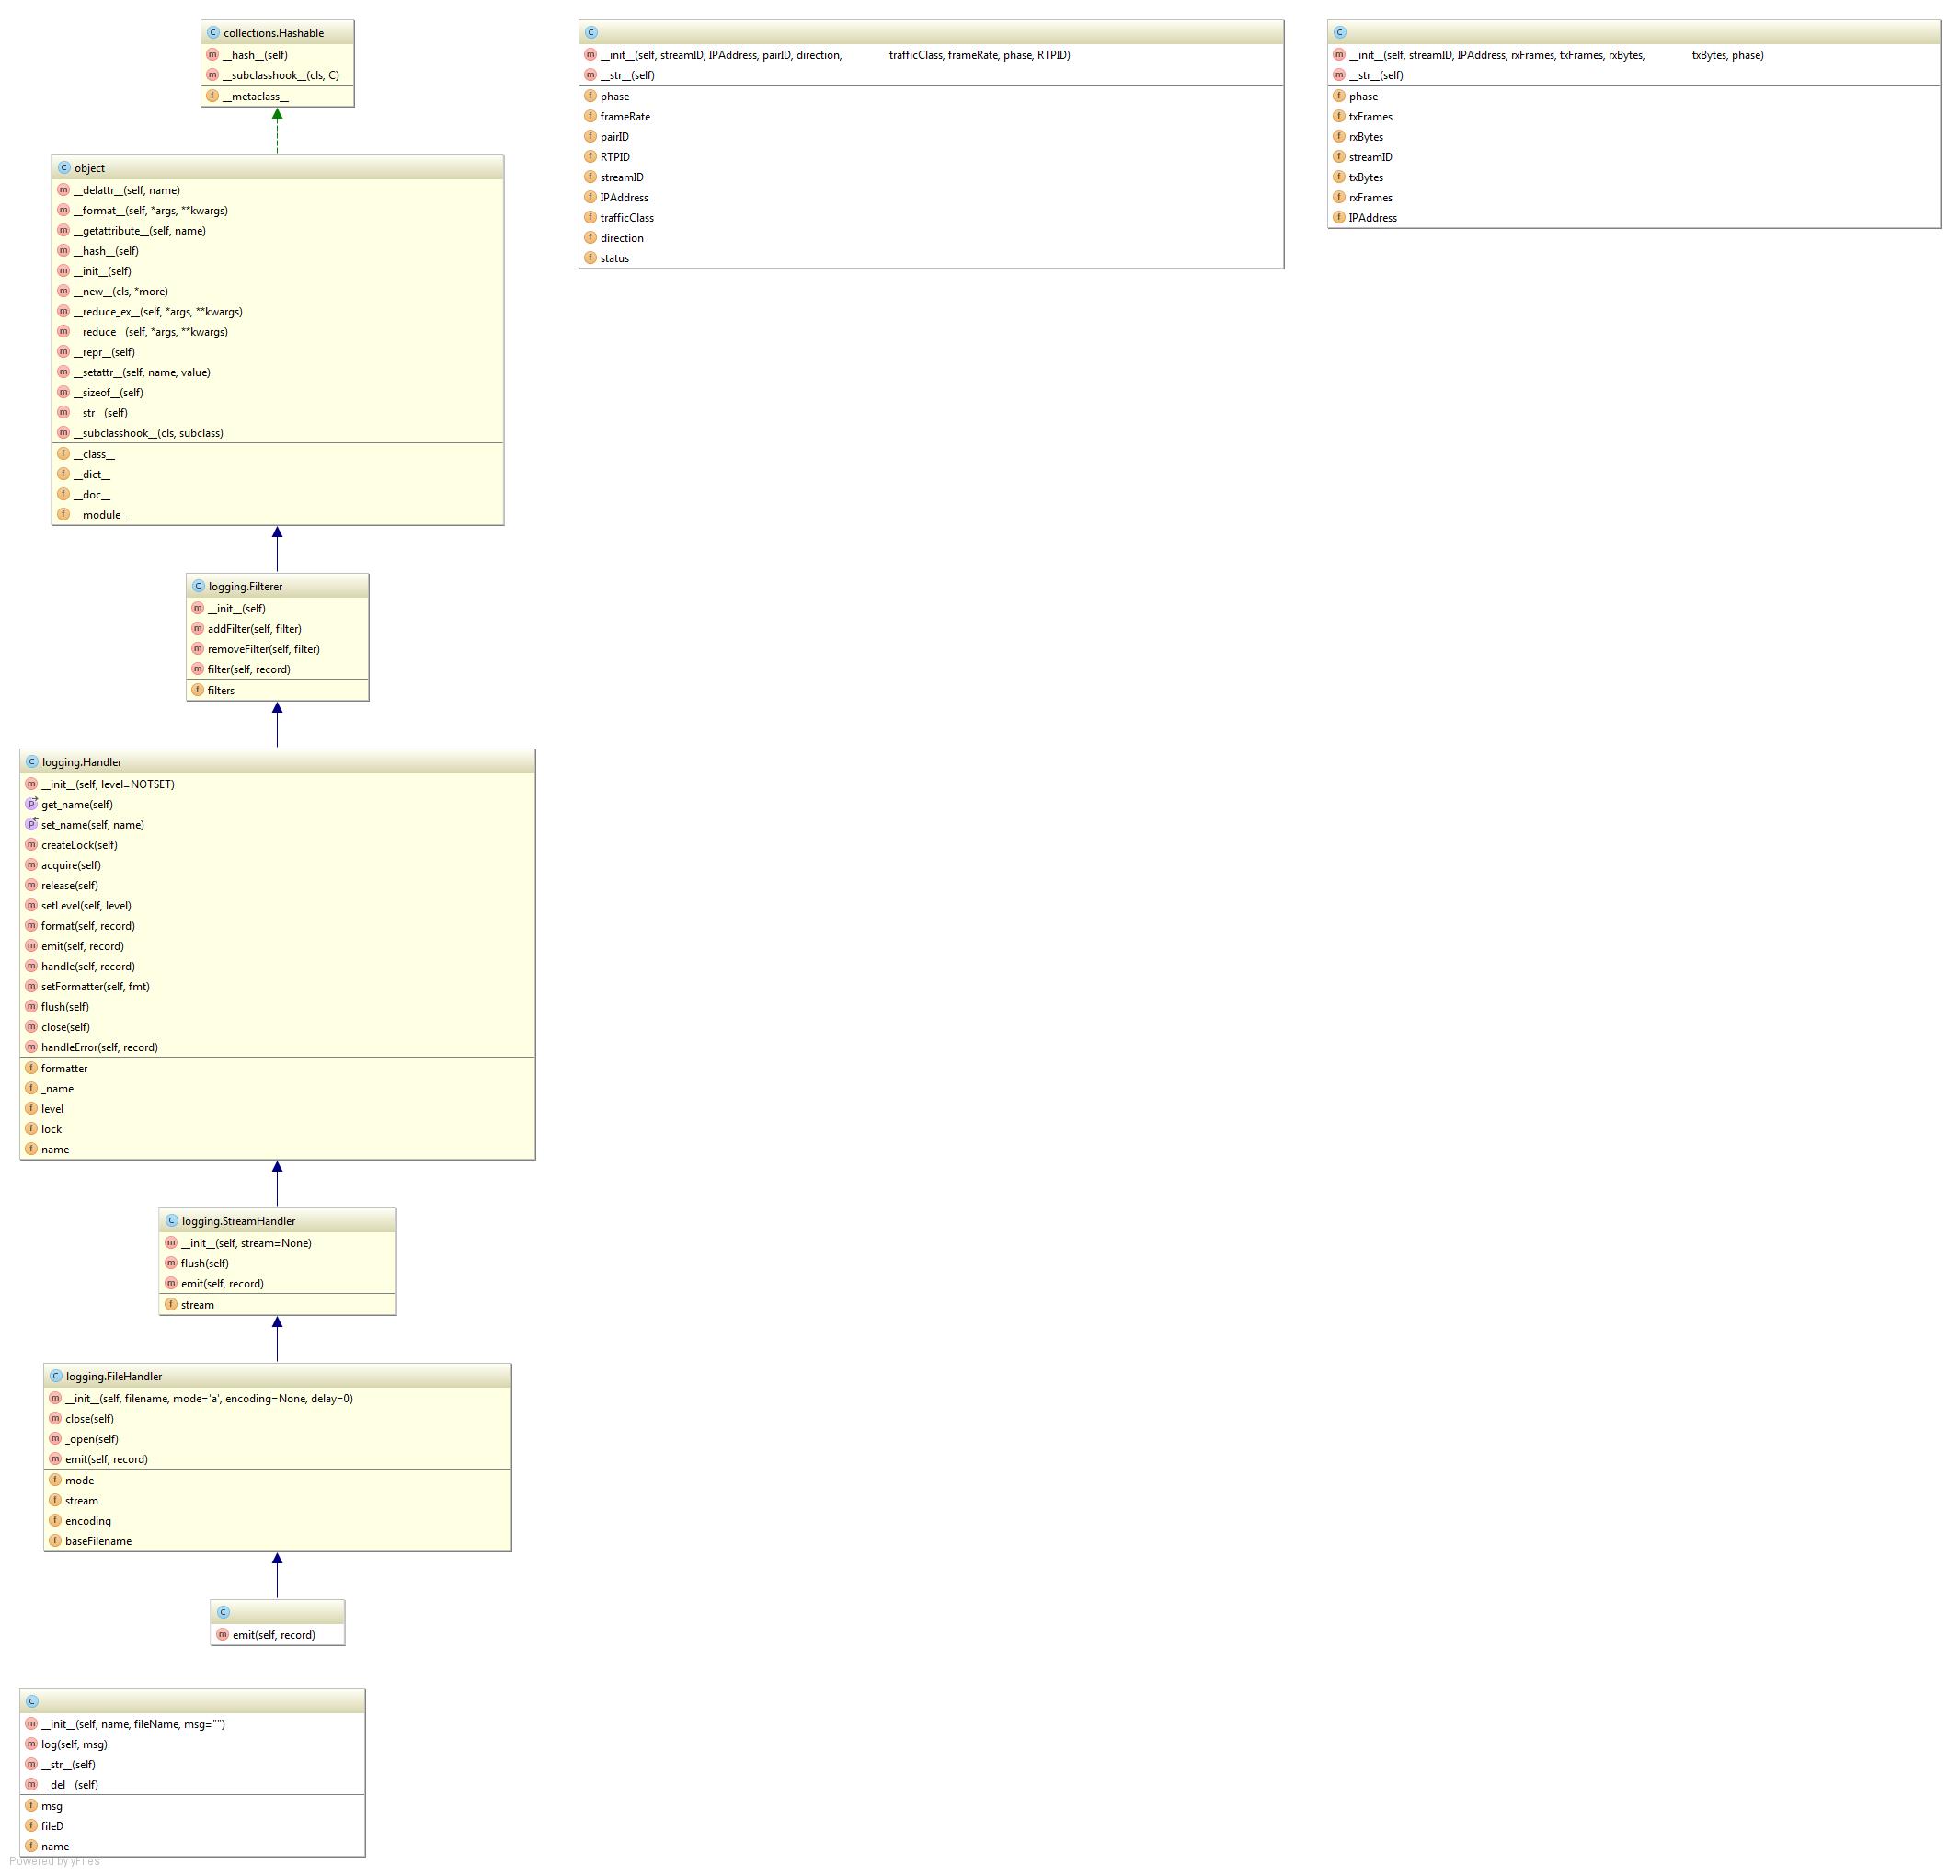 collections.Hashable
__hash__(self)
__subclasshook__(cls, C)
__metaclass__
object
__delattr__(self, name)
__format__(self, *args, **kwargs)
__getattribute__(self, name)
__hash__(self)
__init__(self)
__new__(cls, *more)
__reduce_ex__(self, *args, **kwargs)
__reduce__(self, *args, **kwargs)
__repr__(self)
__setattr__(self, name, value)
__sizeof__(self)
__str__(self)
__subclasshook__(cls, subclass)
__class__
__dict__
__doc__
__module__
logging.Filterer
__init__(self)
addFilter(self, filter)
removeFilter(self, filter)
filter(self, record)
filters
logging.Handler
__init__(self, level=NOTSET)
get_name(self)
set_name(self, name)
createLock(self)
acquire(self)
release(self)
setLevel(self, level)
format(self, record)
emit(self, record)
handle(self, record)
setFormatter(self, fmt)
flush(self)
close(self)
handleError(self, record)
formatter
_name
level
lock
name
logging.StreamHandler
__init__(self, stream=None)
flush(self)
emit(self, record)
stream
logging.FileHandler
__init__(self, filename, mode='a', encoding=None, delay=0)
close(self)
_open(self)
emit(self, record)
mode
stream
encoding
baseFilename
emit(self, record)
__init__(self, name, fileName, msg="")
log(self, msg)
__str__(self)
__del__(self)
msg
fileD
name
Powered by yFiles
__init__(self, streamID, IPAddress, pairID, direction, trafficClass, frameRate, phase, RTPID)
__str__(self)
phase
frameRate
pairID
RTPID
streamID
IPAddress
trafficClass
direction
status
__init__(self, streamID, IPAddress, rxFrames, txFrames, rxBytes, txBytes, phase)
__str__(self)
phase
txFrames
rxBytes
streamID
txBytes
rxFrames
IPAddress